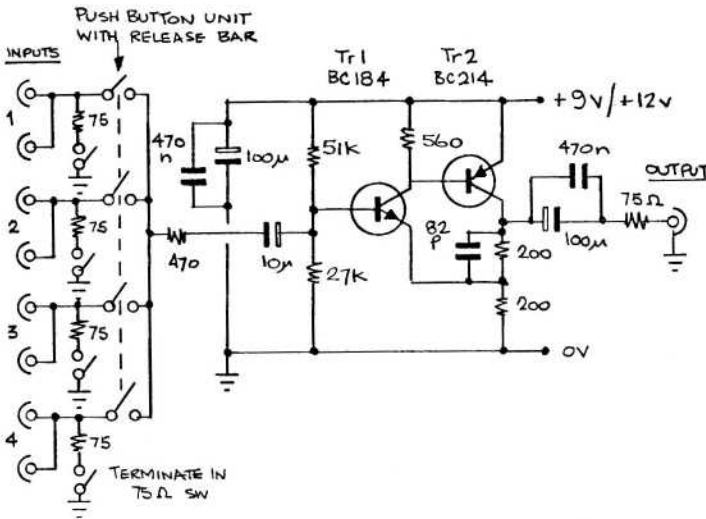 PUSH BUTTON UNIT
WITH RELEASE BAR
INPUTS
Tr1
BC184
Tr2
BC214
+9v/+12v
1
75
470
n
100μ
51K
560
470n
OUTPUT
75Ω
2
75
470
10μ
27K
82
p
200
100μ
200
3
75
0V
4
75
TERMINATE IN
75Ω SW